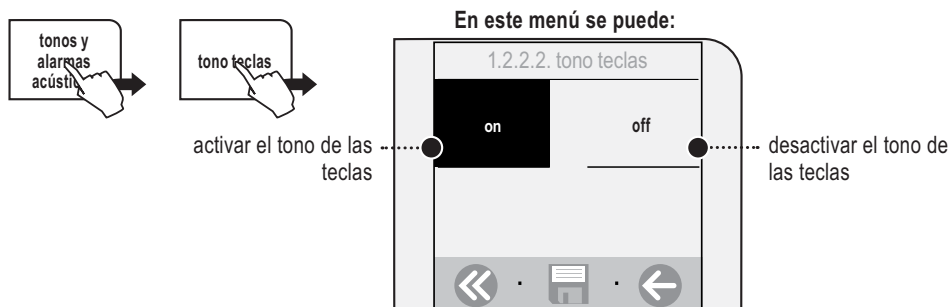 En este menú se puede:
tonos y
alarmas
tono teclas
1.2.2.2. tono teclas
on
off
activar el tono de las
teclas
desactivar el tono de
las teclas